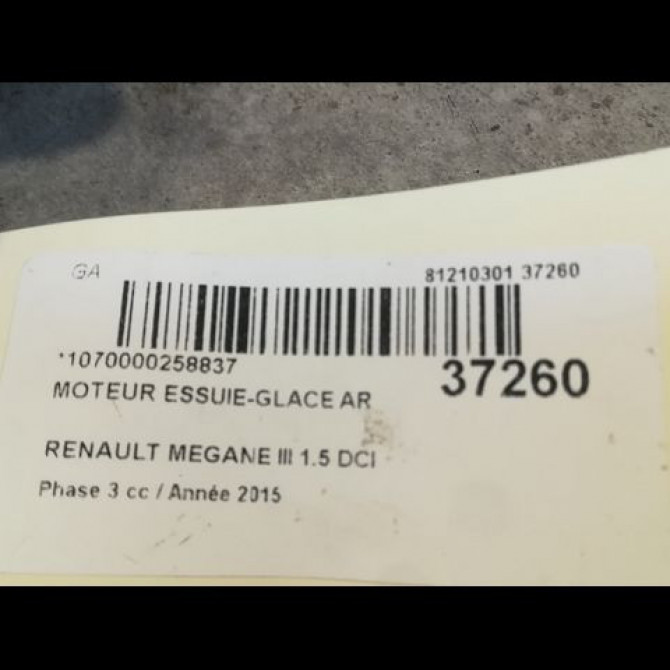 GA
81210301 37260
*1070000258837
37260
MOTEUR ESSUIE-GLACE AR
RENAULT MEGANE III 1.5 DCI
Phase 3 cc / Année 2015